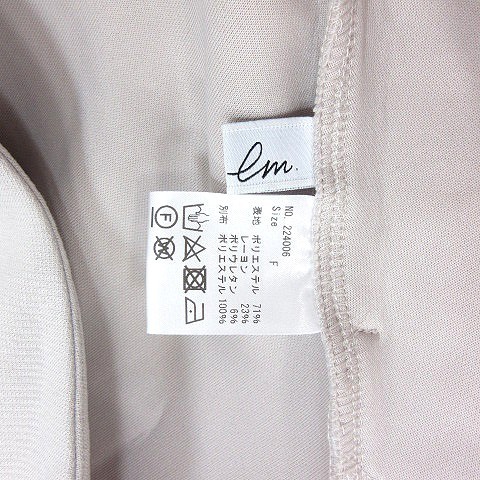 em.
NO. 224006
Size F
表地 ポリエステル 71%
レーヨン 23%
ポリウレタン 6%
別布 ポリエステル 100%
F